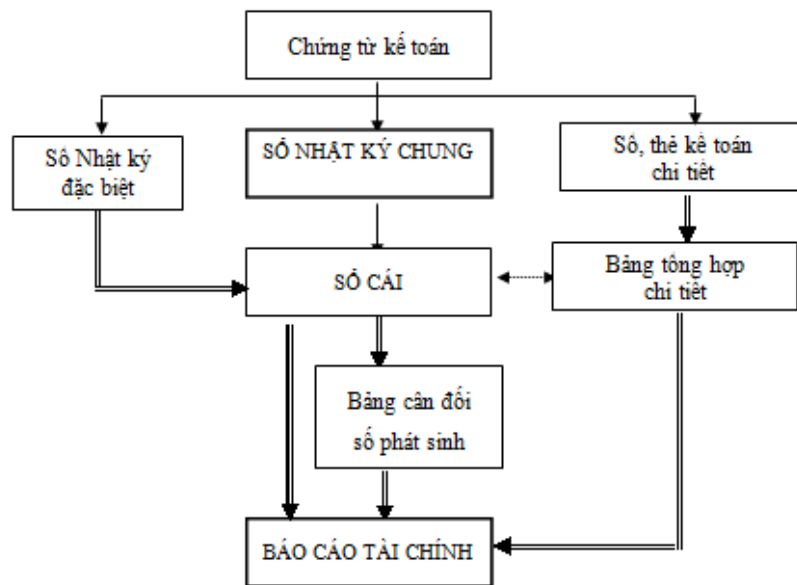 Chứng từ kế toán
Sổ Nhật ký
đặc biệt
SỔ NHẬT KÝ CHUNG
Sổ, thẻ kế toán
chi tiết
SỔ CÁI
Bảng tổng hợp
chi tiết
Bảng cân đối
số phát sinh
BÁO CÁO TÀI CHÍNH